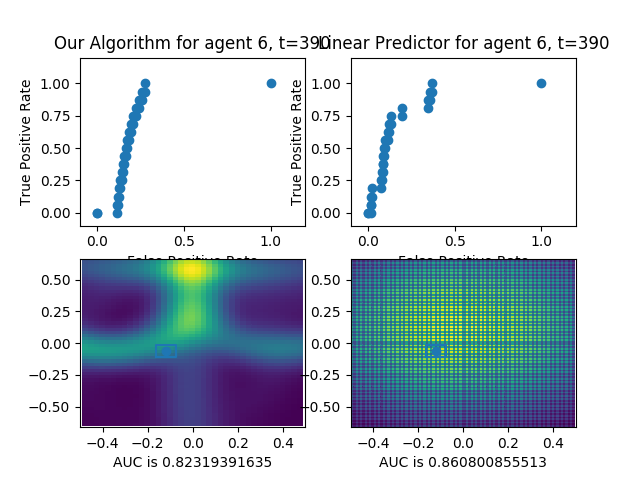 Our Algorithm for agent 6, t=390
Linear Predictor for agent 6, t=390
True Positive Rate
1.00
0.75
0.50
0.25
0.00
0.0 0.5 1.0
False Positive Rate
True Positive Rate
1.00
0.75
0.50
0.25
0.00
0.0 0.5 1.0
False Positive Rate
0.50
0.25
0.00
−0.25
−0.50
−0.4 −0.2 0.0 0.2 0.4
AUC is 0.82319391635
0.50
0.25
0.00
−0.25
−0.50
−0.4 −0.2 0.0 0.2 0.4
AUC is 0.860800855513